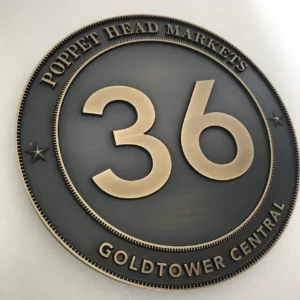 POPPET HEAD MARKETS
36
GOLDTOWER CENTRAL